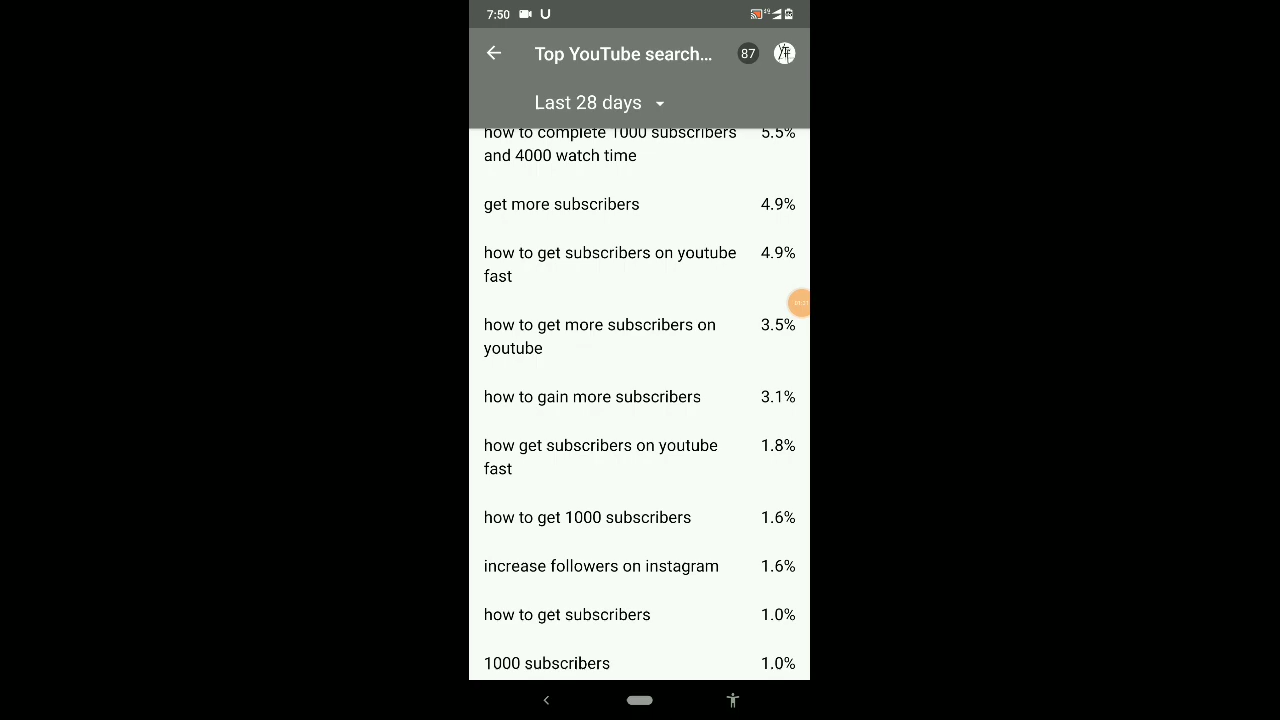 7:50
Top YouTube search...
87
Last 28 days
how to complete 1000 subscribers 5.5%
and 4000 watch time
get more subscribers 4.9%
how to get subscribers on youtube 4.9%
fast
how to get more subscribers on 3.5%
youtube
how to gain more subscribers 3.1%
how get subscribers on youtube 1.8%
fast
how to get 1000 subscribers 1.6%
increase followers on instagram 1.6%
how to get subscribers 1.0%
1000 subscribers 1.0%